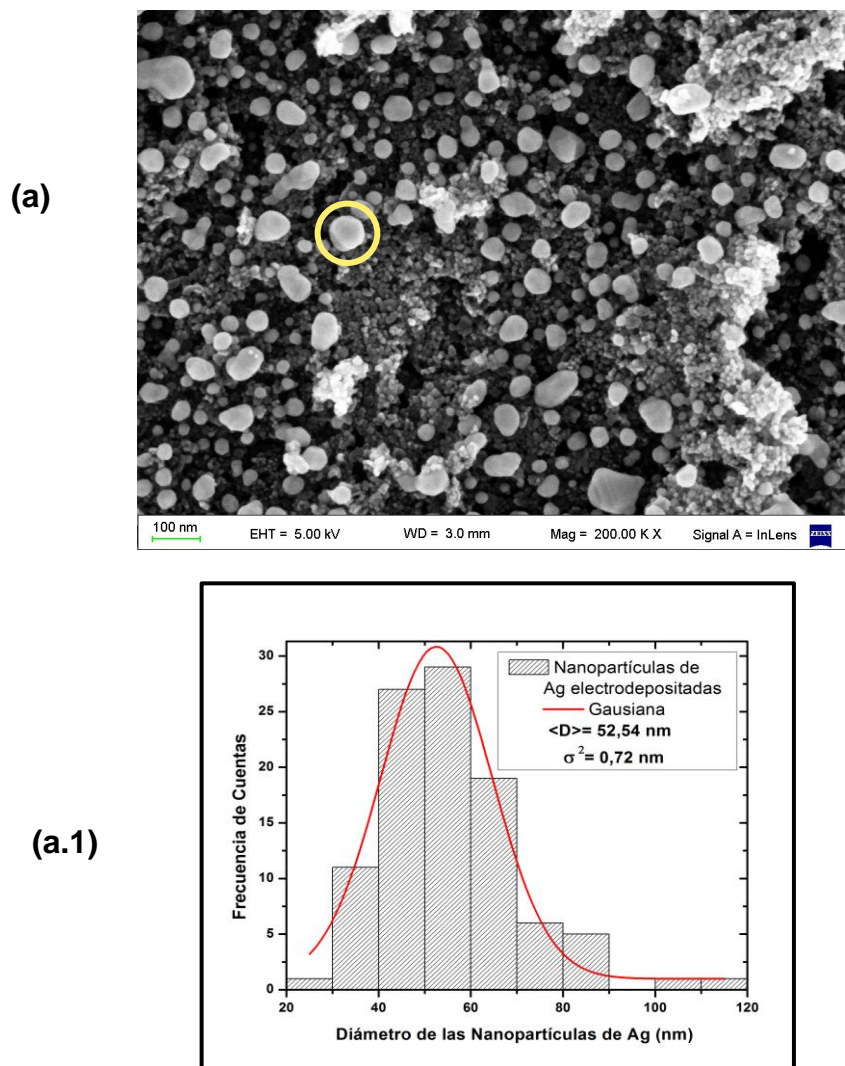 (a)
100 nm
EHT = 5.00 kV
WD = 3.0 mm
Mag = 200.00 K X
Signal A = InLens
ZEISS
(a.1)
Frecuencia de Cuentas
30
25
20
15
10
5
0
Nanopartículas de
Ag electrodepositadas
Gausiana
<D>= 52,54 nm
σ²= 0,72 nm
20 40 60 80 100 120
Diámetro de las Nanopartículas de Ag (nm)